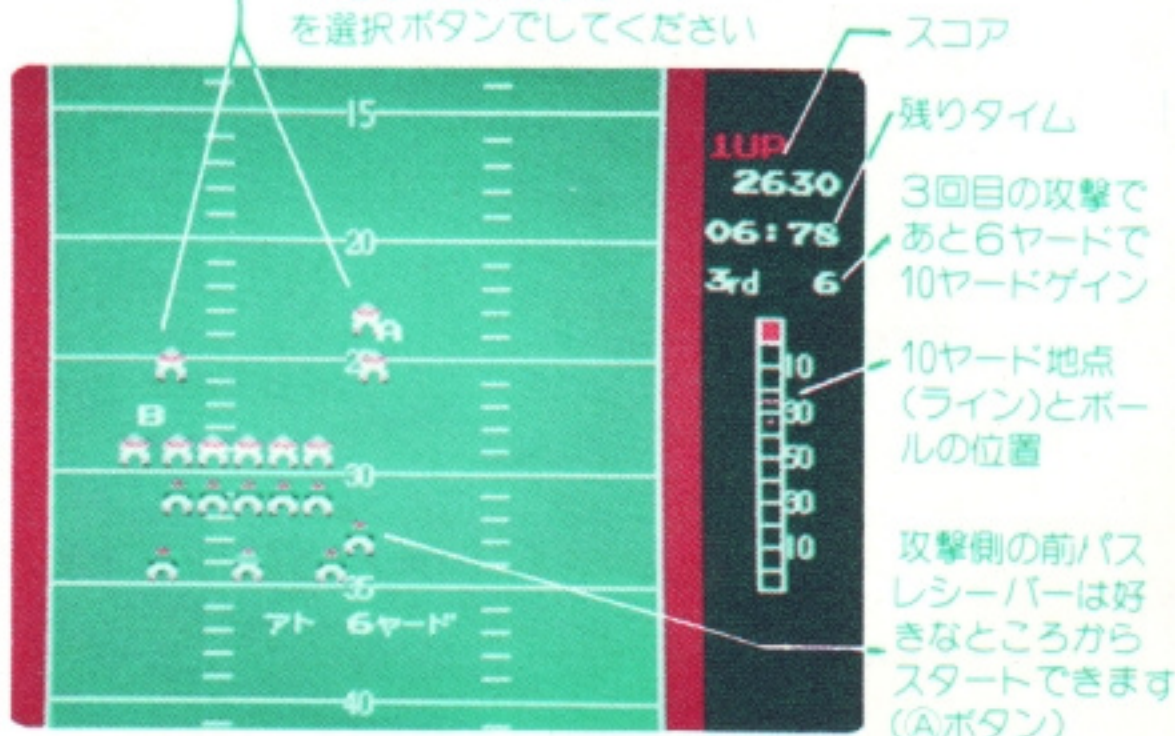 を選択ボタンでしてください
スコア
残りタイム
3回目の攻撃で
あと6ヤードで
10ヤードゲイン
10ヤード地点
(ライン)とボー
ルの位置
攻撃側の前パス
レシーバーは好
きなところから
スタートできます
(Ⓐボタン)
15
20
A
B
30
35
アト 6ヤード
40
1UP
2630
06:78
3rd 6
10
30
50
30
10